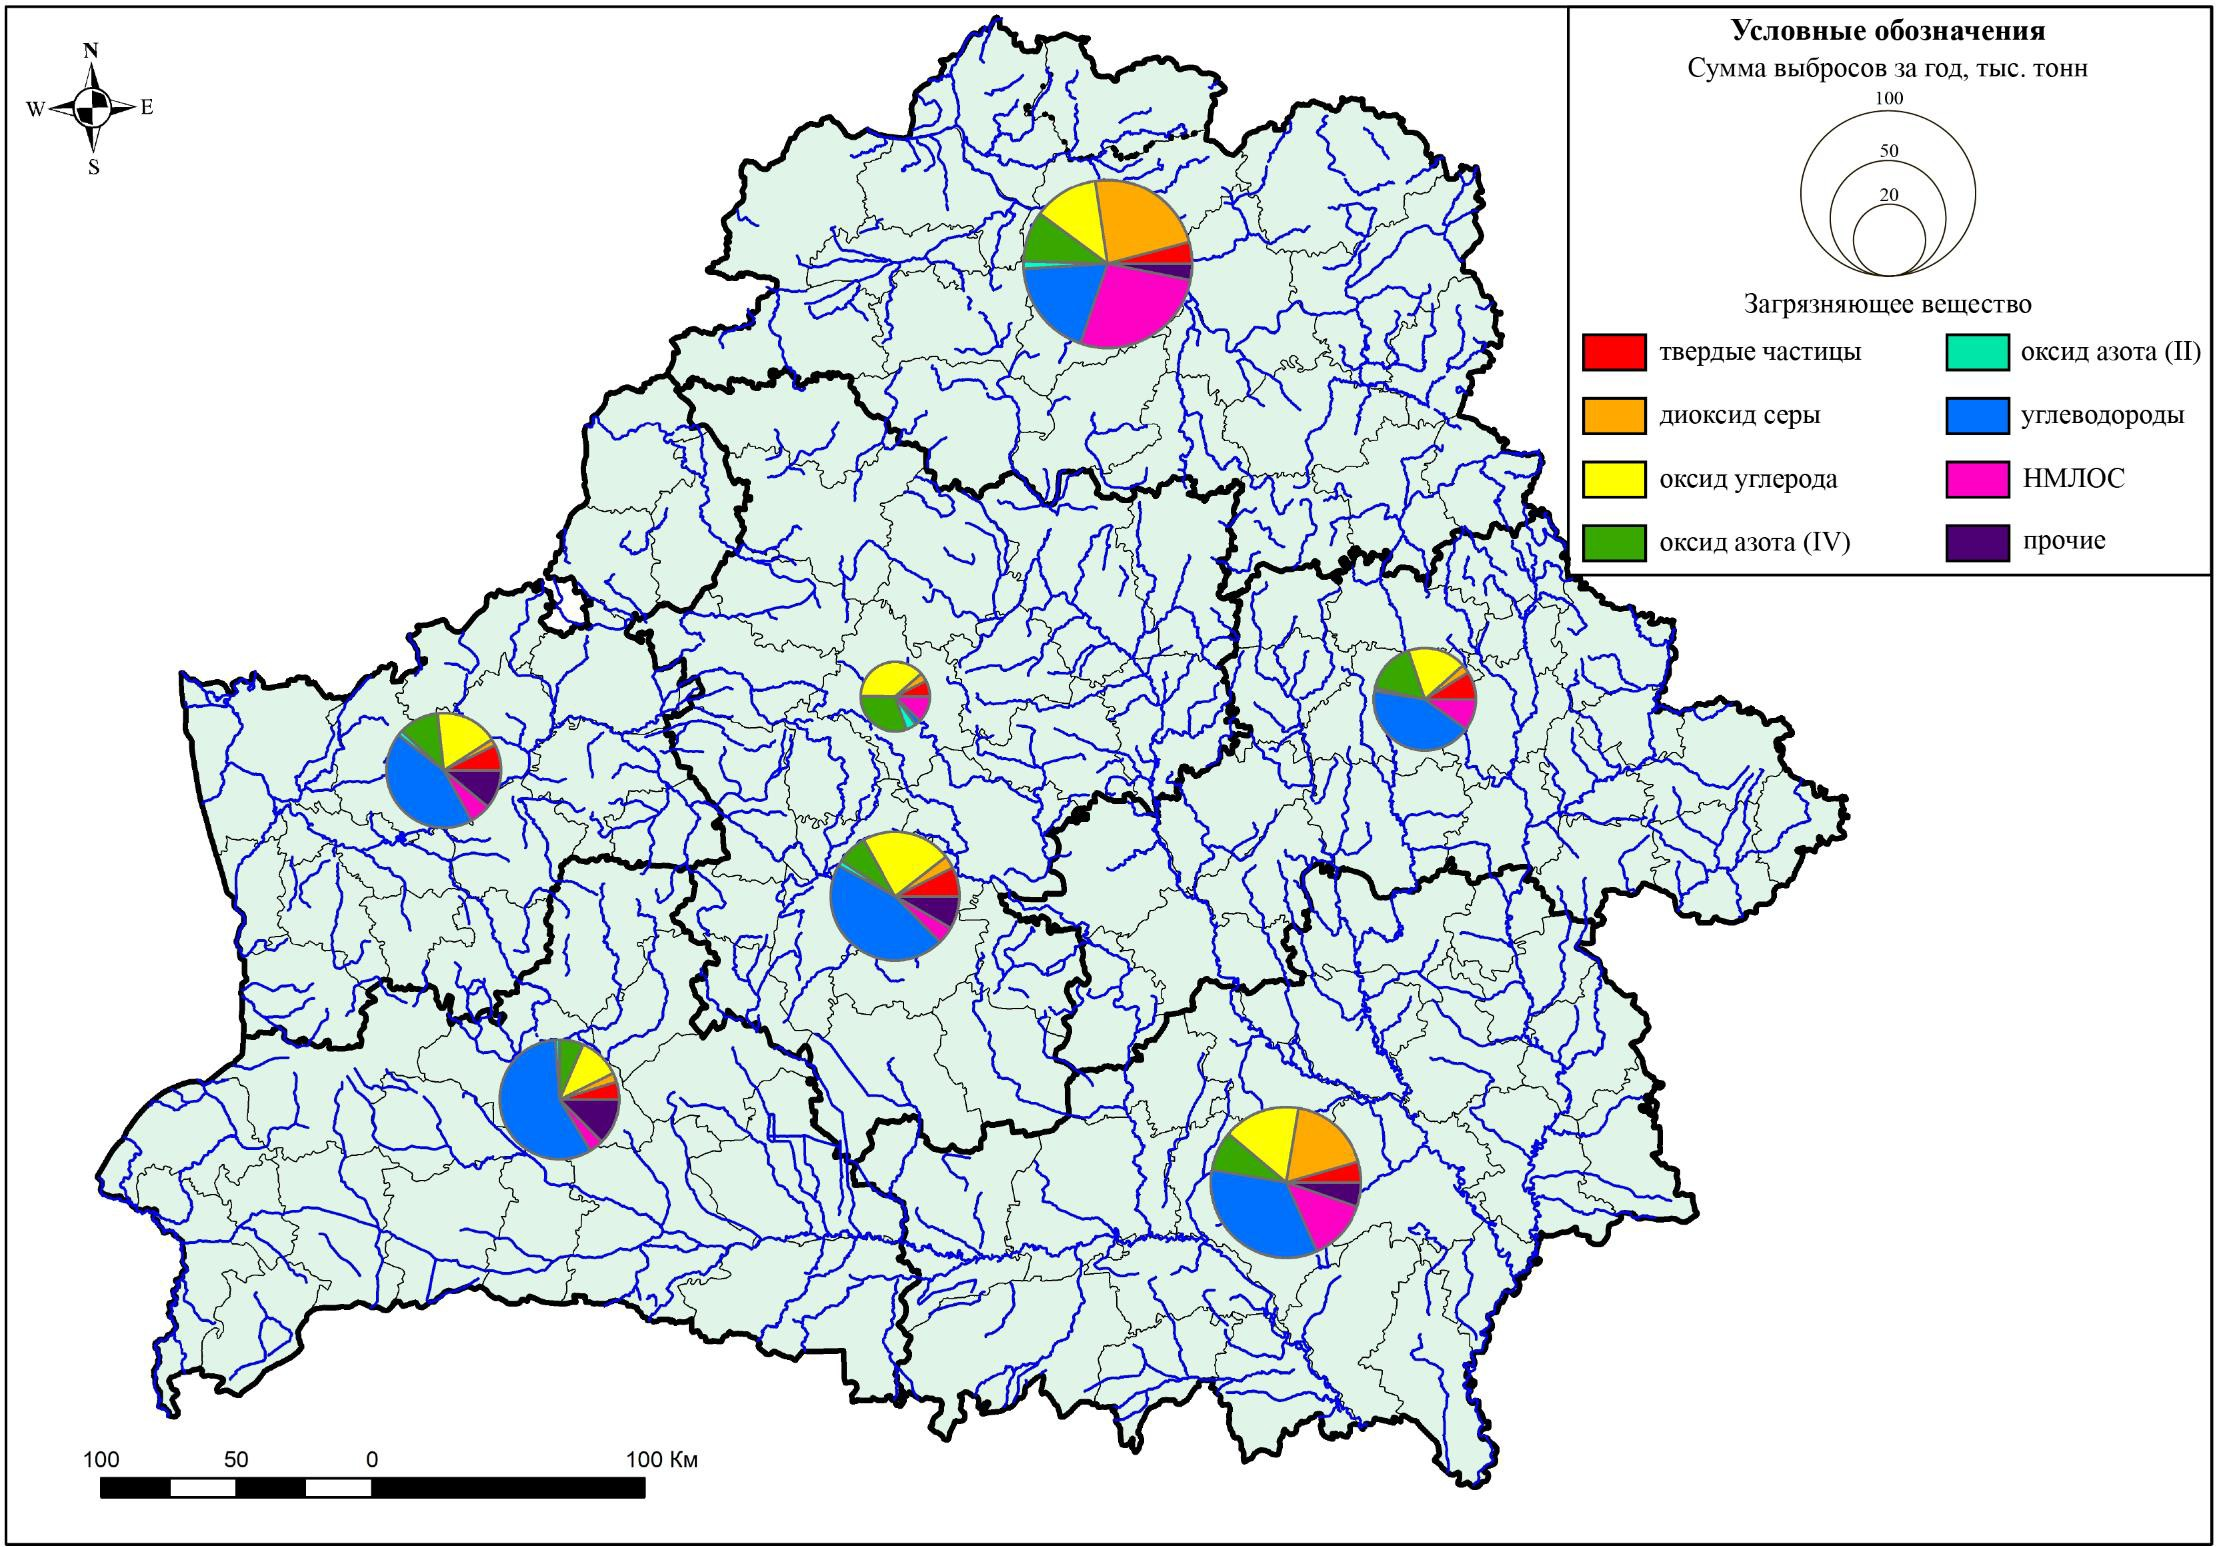 N
W
E
S
Условные обозначения
Сумма выбросов за год, тыс. тонн
100
50
20
Загрязняющее вещество
твердые частицы
оксид азота (II)
диоксид серы
углеводороды
оксид углерода
НМЛОС
оксид азота (IV)
прочие
100 50 0 100 Км